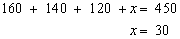 160 + 140 + 120 + x = 450
x = 30